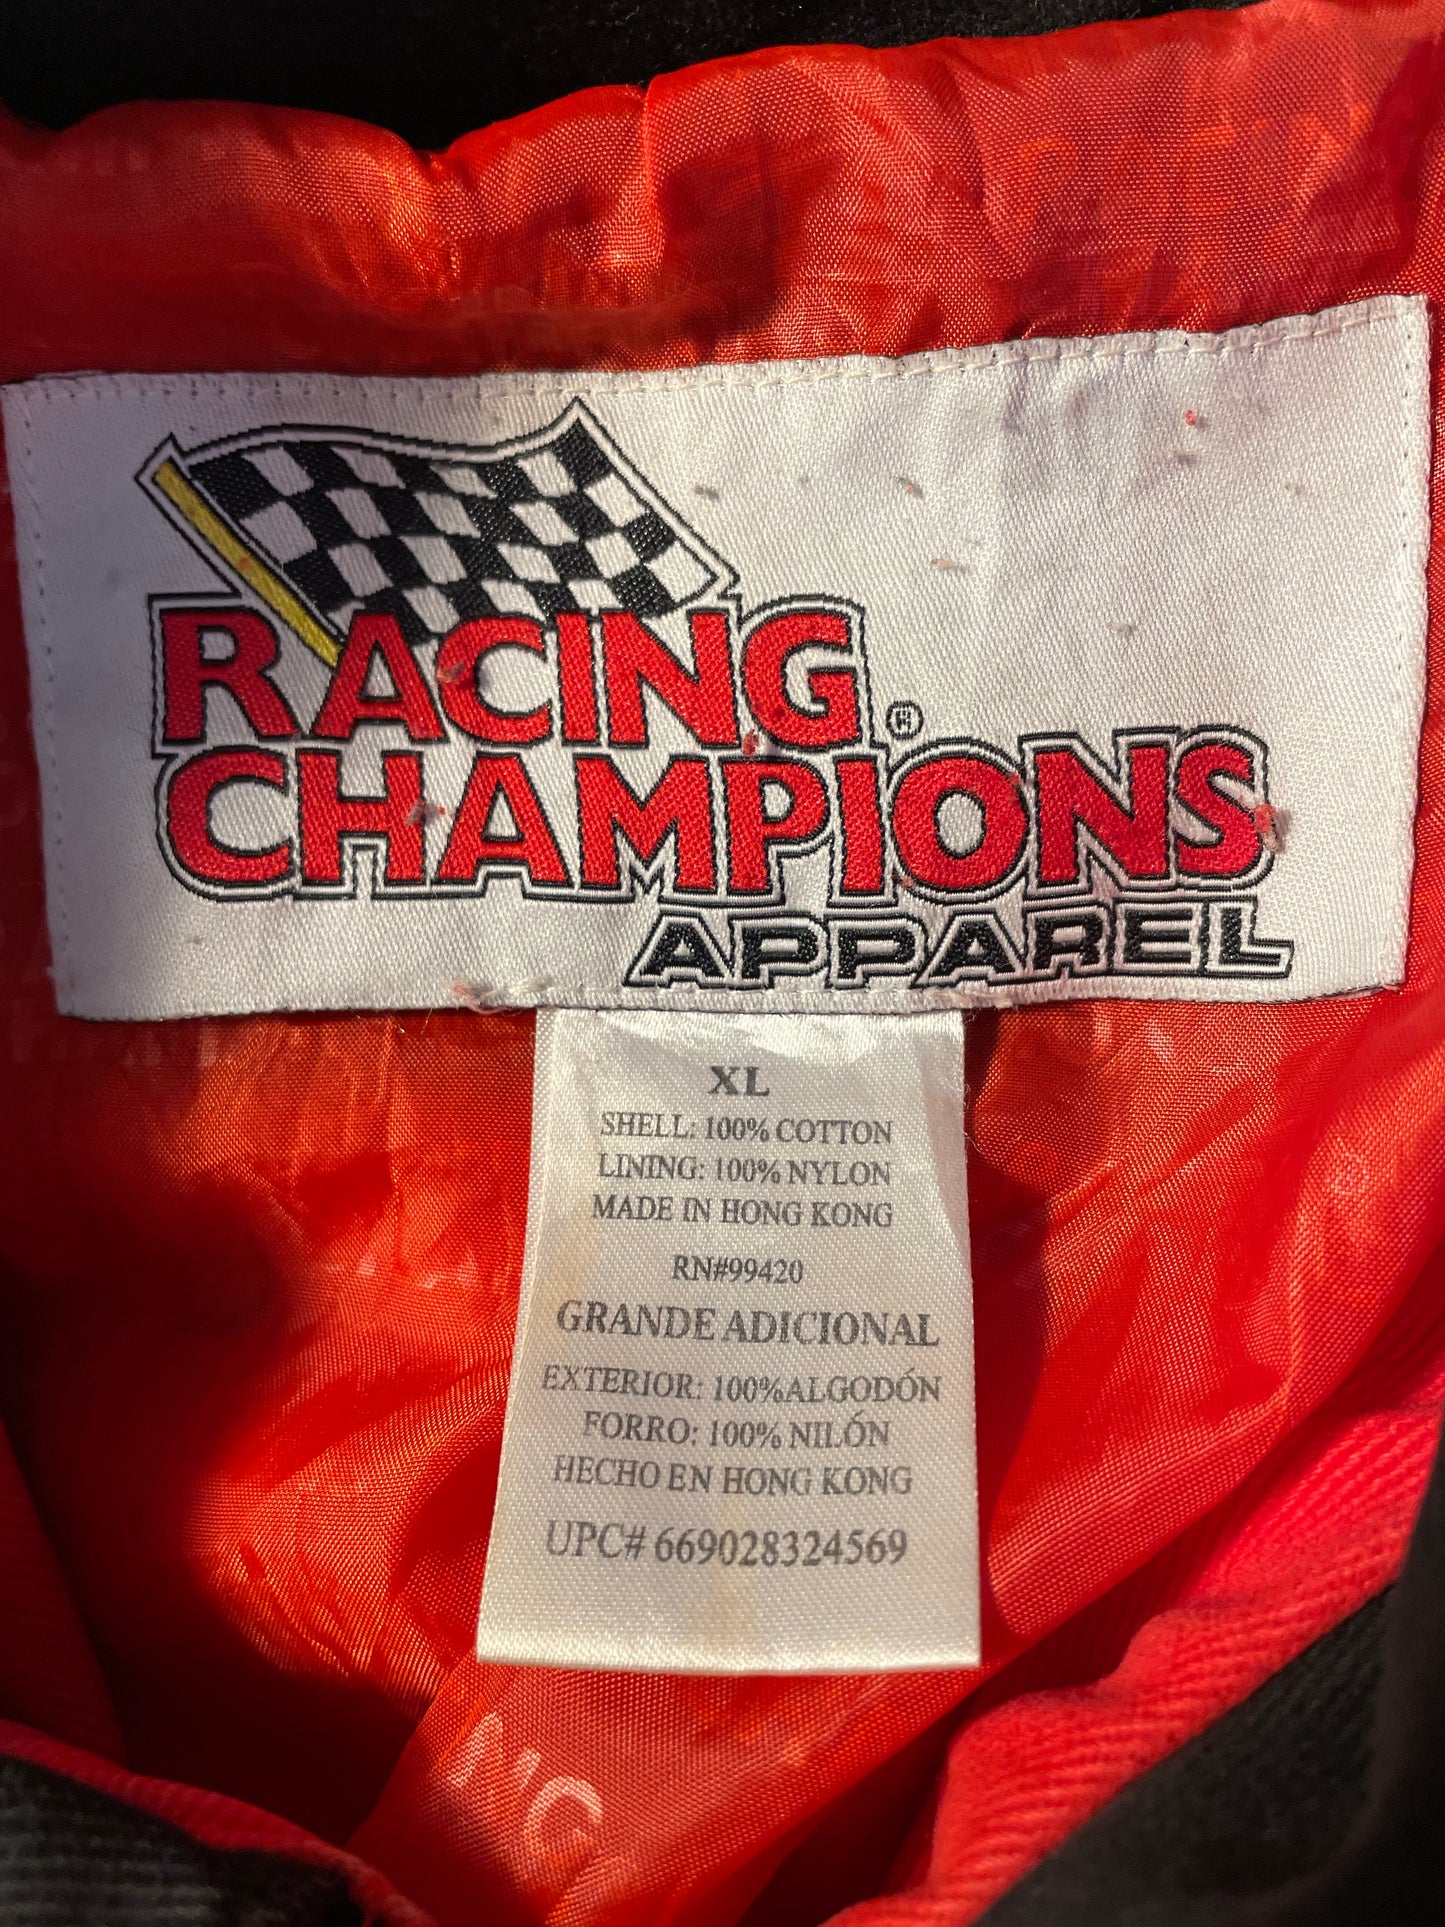 RACING®
CHAMPIONS
APPAREL
XL
SHELL: 100% COTTON
LINING: 100% NYLON
MADE IN HONG KONG
RN#99420
GRANDE ADICIONAL
EXTERIOR: 100%ALGODÓN
FORRO: 100% NILÓN
HECHO EN HONG KONG
UPC# 669028324569